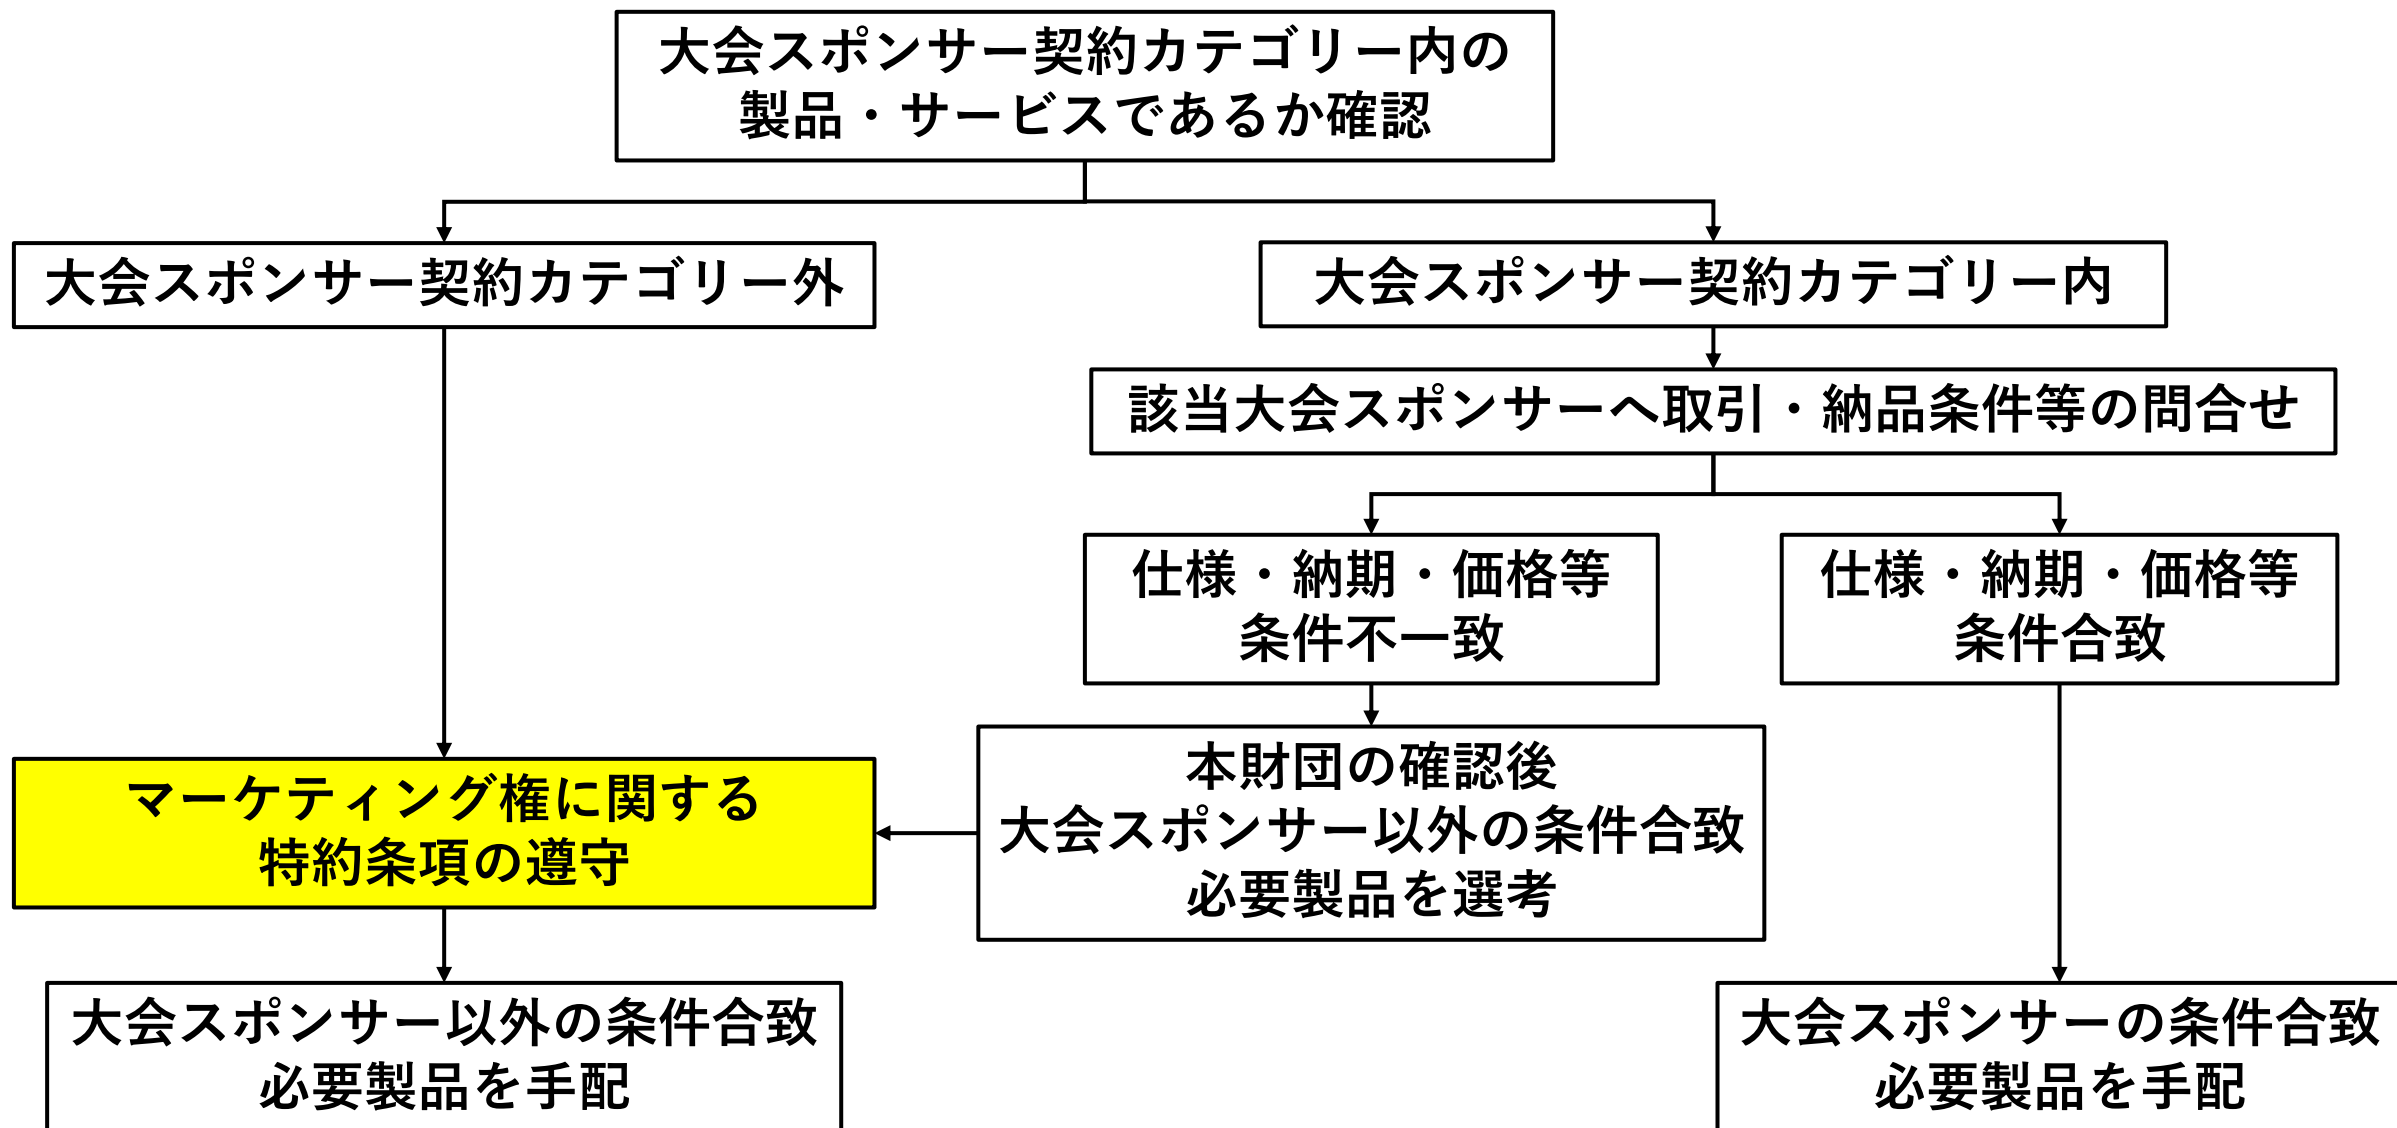 大会スポンサー契約カテゴリー内の
製品・サービスであるか確認
大会スポンサー契約カテゴリー外
大会スポンサー契約カテゴリー内
該当大会スポンサーへ取引・納品条件等の問合せ
仕様・納期・価格等
条件不一致
仕様・納期・価格等
条件合致
マーケティング権に関する
特約条項の遵守
本財団の確認後
大会スポンサー以外の条件合致
必要製品を選考
大会スポンサー以外の条件合致
必要製品を手配
大会スポンサーの条件合致
必要製品を手配